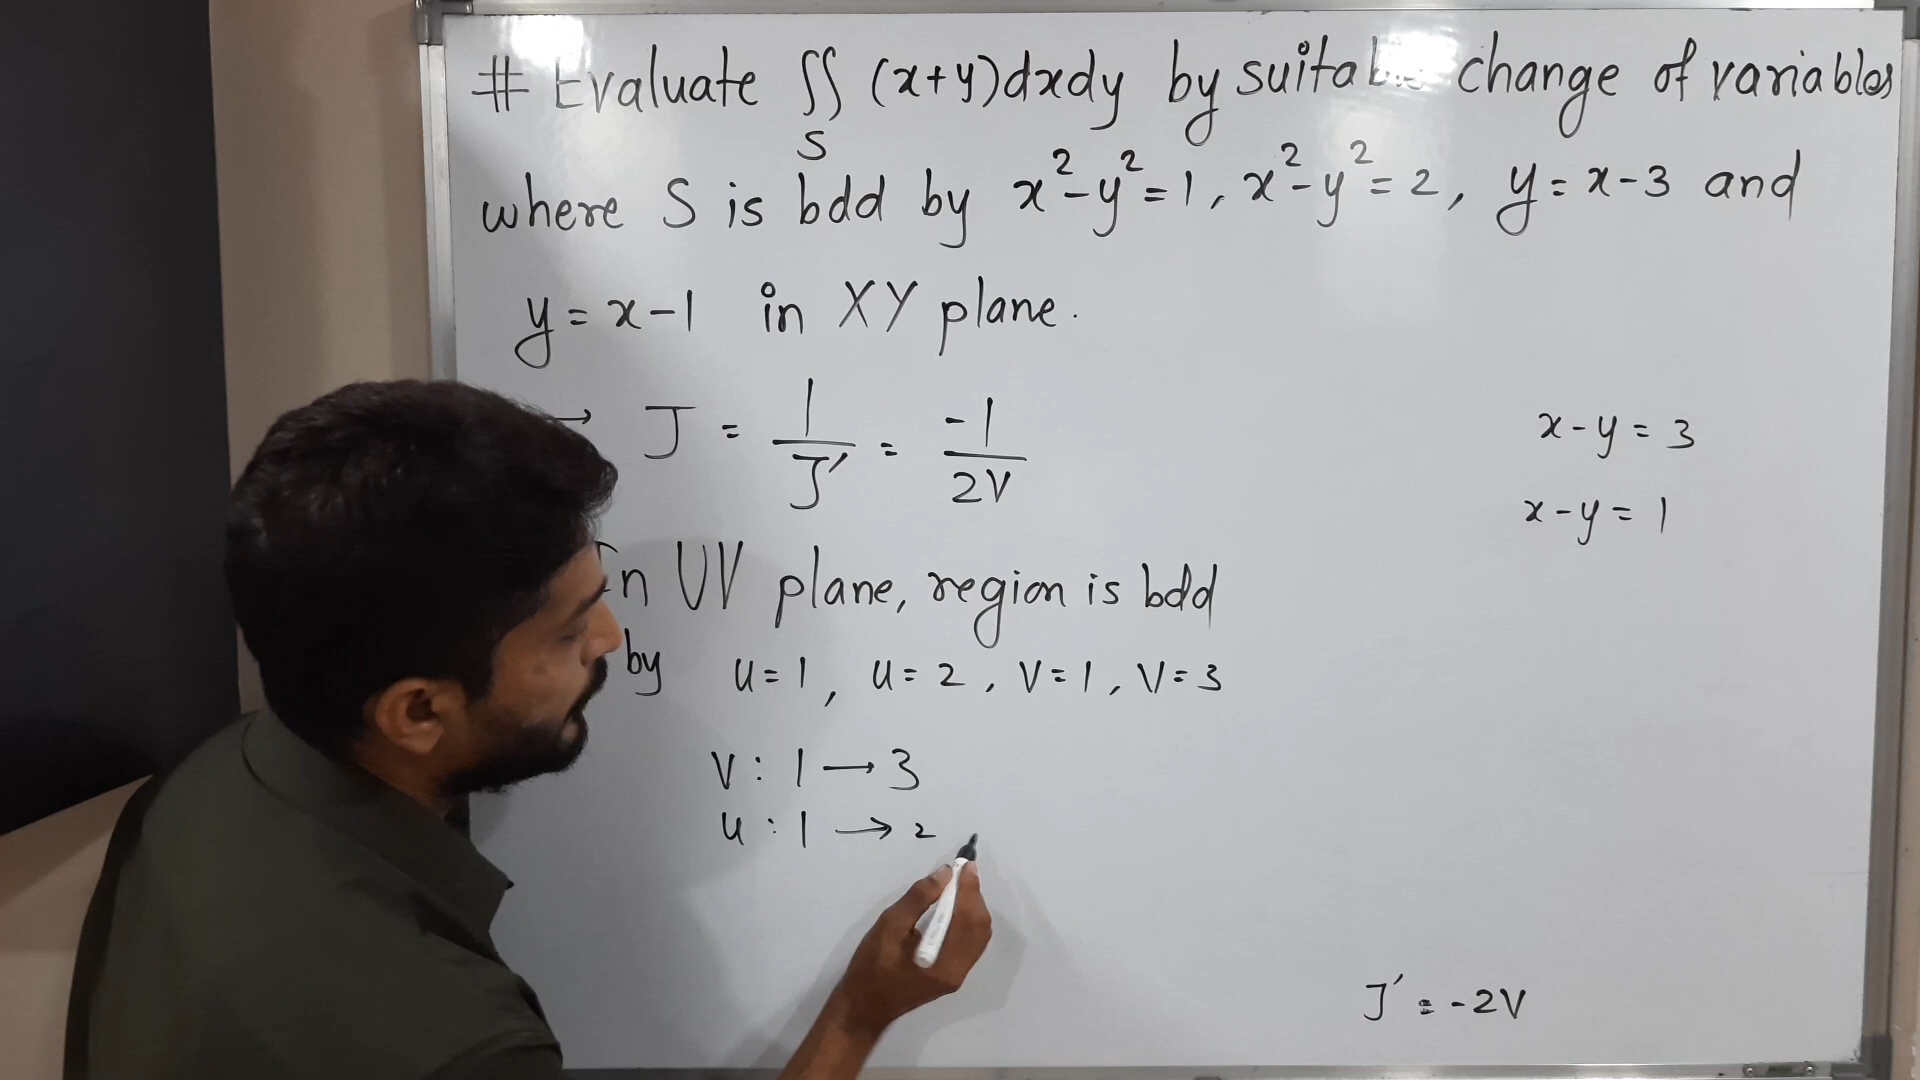 # Evaluate ∬_S (x+y)dxdy by suitable change of variables
where S is bdd by x²-y²=1, x²-y²=2, y=x-3 and
y=x-1 in XY plane.
→ J = 1/J′ = -1/2V
x-y=3
x-y=1
In UV plane, region is bdd
by u=1, u=2, V=1, V=3
V : 1 → 3
u : 1 → 2
J′ = -2V